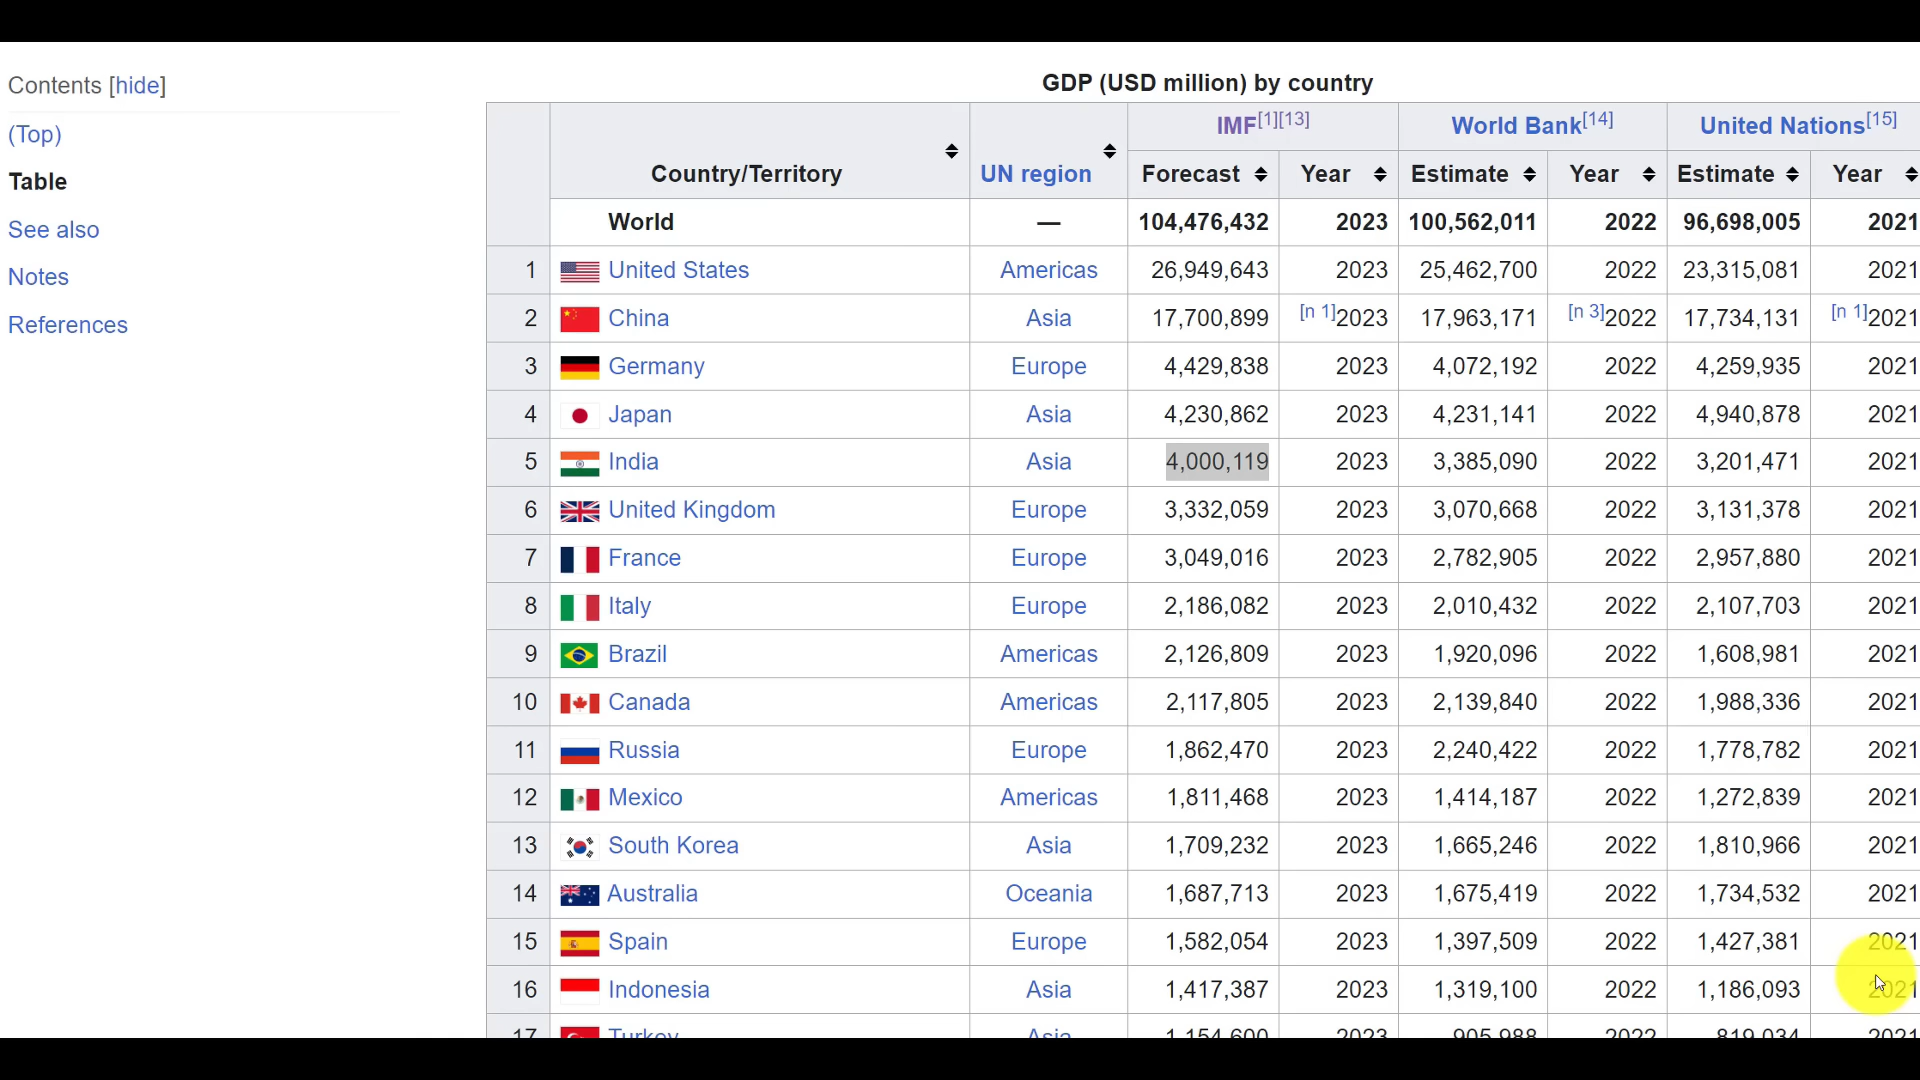 Contents [hide]
(Top)
Table
See also
Notes
References
GDP (USD million) by country
Country/Territory UN region IMF[1][13] World Bank[14] United Nations[15]
Forecast Year Estimate Year Estimate Year
World — 104,476,432 2023 100,562,011 2022 96,698,005 2021
1 United States Americas 26,949,643 2023 25,462,700 2022 23,315,081 2021
2 China Asia 17,700,899 [n 1]2023 17,963,171 [n 3]2022 17,734,131 [n 1]2021
3 Germany Europe 4,429,838 2023 4,072,192 2022 4,259,935 2021
4 Japan Asia 4,230,862 2023 4,231,141 2022 4,940,878 2021
5 India Asia 4,000,119 2023 3,385,090 2022 3,201,471 2021
6 United Kingdom Europe 3,332,059 2023 3,070,668 2022 3,131,378 2021
7 France Europe 3,049,016 2023 2,782,905 2022 2,957,880 2021
8 Italy Europe 2,186,082 2023 2,010,432 2022 2,107,703 2021
9 Brazil Americas 2,126,809 2023 1,920,096 2022 1,608,981 2021
10 Canada Americas 2,117,805 2023 2,139,840 2022 1,988,336 2021
11 Russia Europe 1,862,470 2023 2,240,422 2022 1,778,782 2021
12 Mexico Americas 1,811,468 2023 1,414,187 2022 1,272,839 2021
13 South Korea Asia 1,709,232 2023 1,665,246 2022 1,810,966 2021
14 Australia Oceania 1,687,713 2023 1,675,419 2022 1,734,532 2021
15 Spain Europe 1,582,054 2023 1,397,509 2022 1,427,381 2021
16 Indonesia Asia 1,417,387 2023 1,319,100 2022 1,186,093 2021
17 Turkey Asia 1,154,600 2023 905,988 2022 819,034 2021